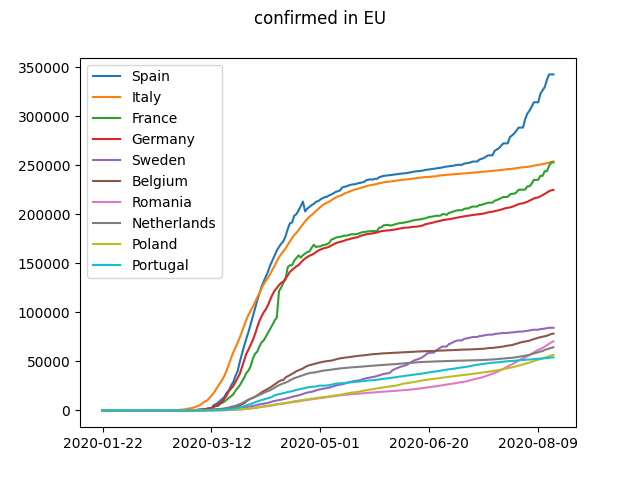 confirmed in EU
350000
300000
250000
200000
150000
100000
50000
0
Spain
Italy
France
Germany
Sweden
Belgium
Romania
Netherlands
Poland
Portugal
2020-01-22 2020-03-12 2020-05-01 2020-06-20 2020-08-09